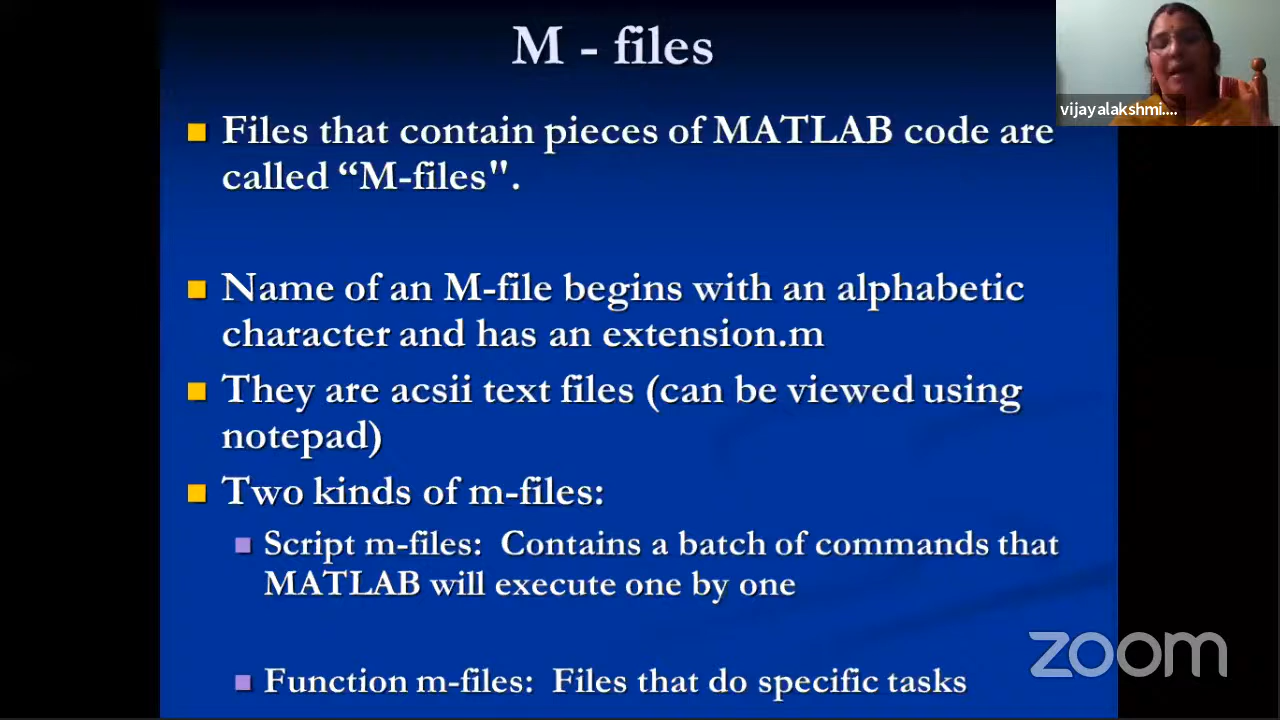 M - files
vijayalakshmi....
Files that contain pieces of MATLAB code are
called “M-files".
Name of an M-file begins with an alphabetic
character and has an extension.m
They are acsii text files (can be viewed using
notepad)
Two kinds of m-files:
Script m-files: Contains a batch of commands that
MATLAB will execute one by one
Function m-files: Files that do specific tasks
zoom